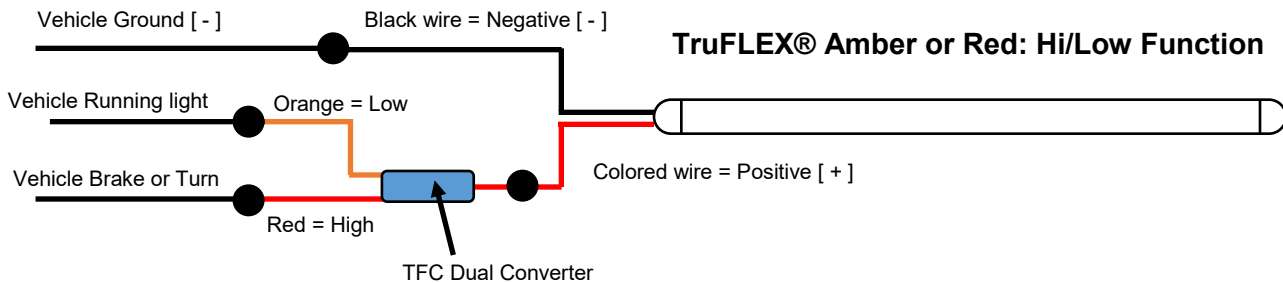 Vehicle Ground [ - ]
Black wire = Negative [ - ]
TruFLEX® Amber or Red: Hi/Low Function
Vehicle Running light
Orange = Low
Vehicle Brake or Turn
Colored wire = Positive [ + ]
Red = High
TFC Dual Converter